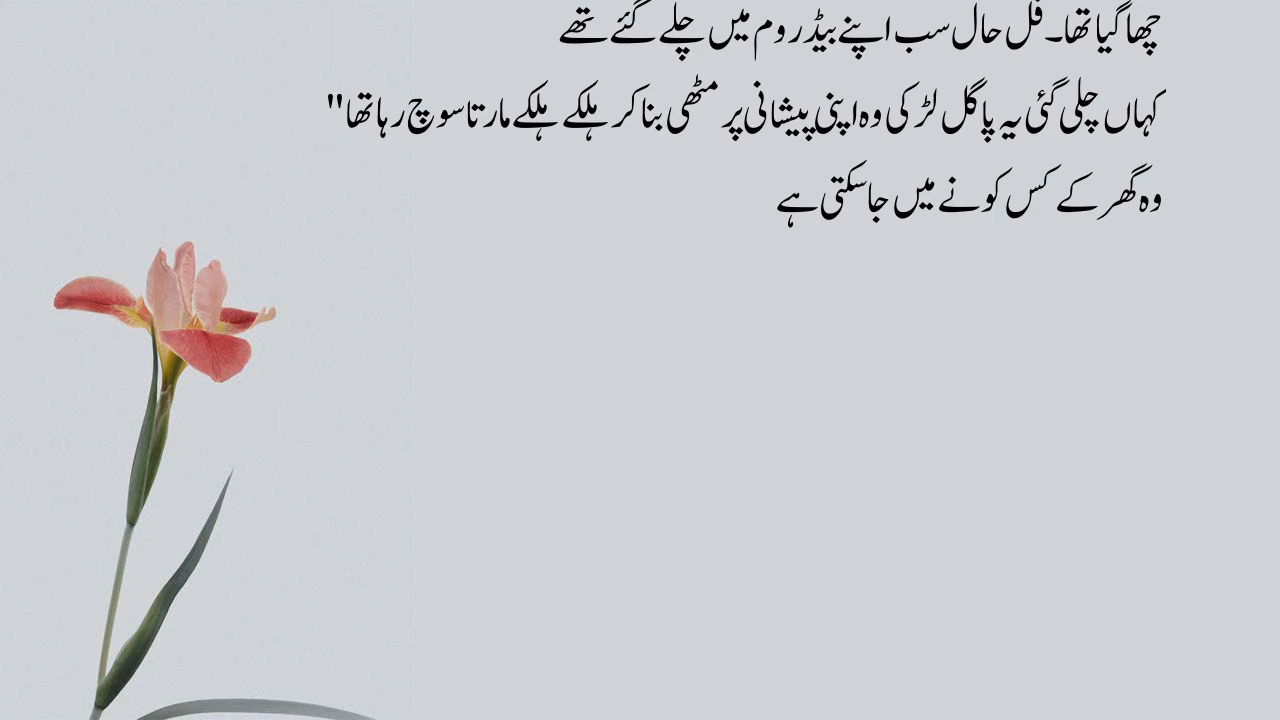 چھا گیا تھا۔ فل حال سب اپنے بیڈ روم میں چلے گئے تھے
کہاں چلی گئی یہ پاگل لڑکی وہ اپنی پیشانی پر مٹھی بنا کر ہلکے ہلکے مارتا سوچ رہا تھا"
وہ گھر کے کس کونے میں جا سکتی ہے